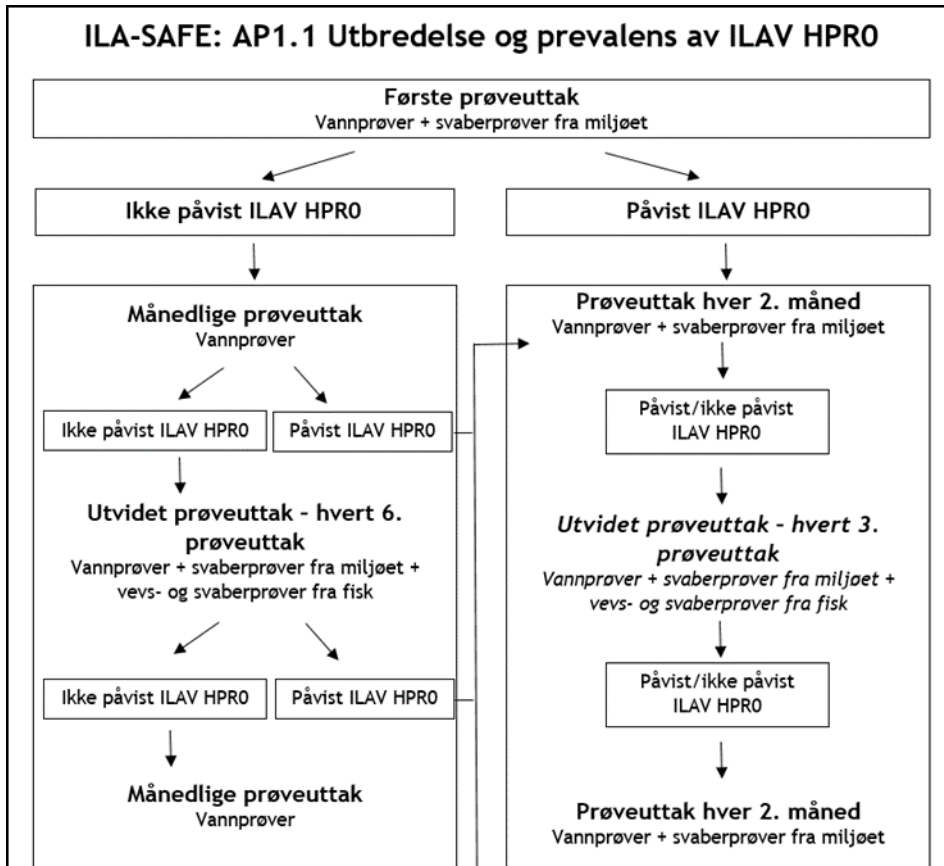 ILA-SAFE: AP1.1 Utbredelse og prevalens av ILAV HPR0
Første prøveuttak
Vannprøver + svaberprøver fra miljøet
Ikke påvist ILAV HPR0
Påvist ILAV HPR0
Månedlige prøveuttak
Vannprøver
Ikke påvist ILAV HPR0
Påvist ILAV HPR0
Utvidet prøveuttak - hvert 6.
prøveuttak
Vannprøver + svaberprøver fra miljøet +
vevs- og svaberprøver fra fisk
Ikke påvist ILAV HPR0
Påvist ILAV HPR0
Månedlige prøveuttak
Vannprøver
Prøveuttak hver 2. måned
Vannprøver + svaberprøver fra miljøet
Påvist/ikke påvist
ILAV HPR0
Utvidet prøveuttak - hvert 3.
prøveuttak
Vannprøver + svaberprøver fra miljøet +
vevs- og svaberprøver fra fisk
Påvist/ikke påvist
ILAV HPR0
Prøveuttak hver 2. måned
Vannprøver + svaberprøver fra miljøet